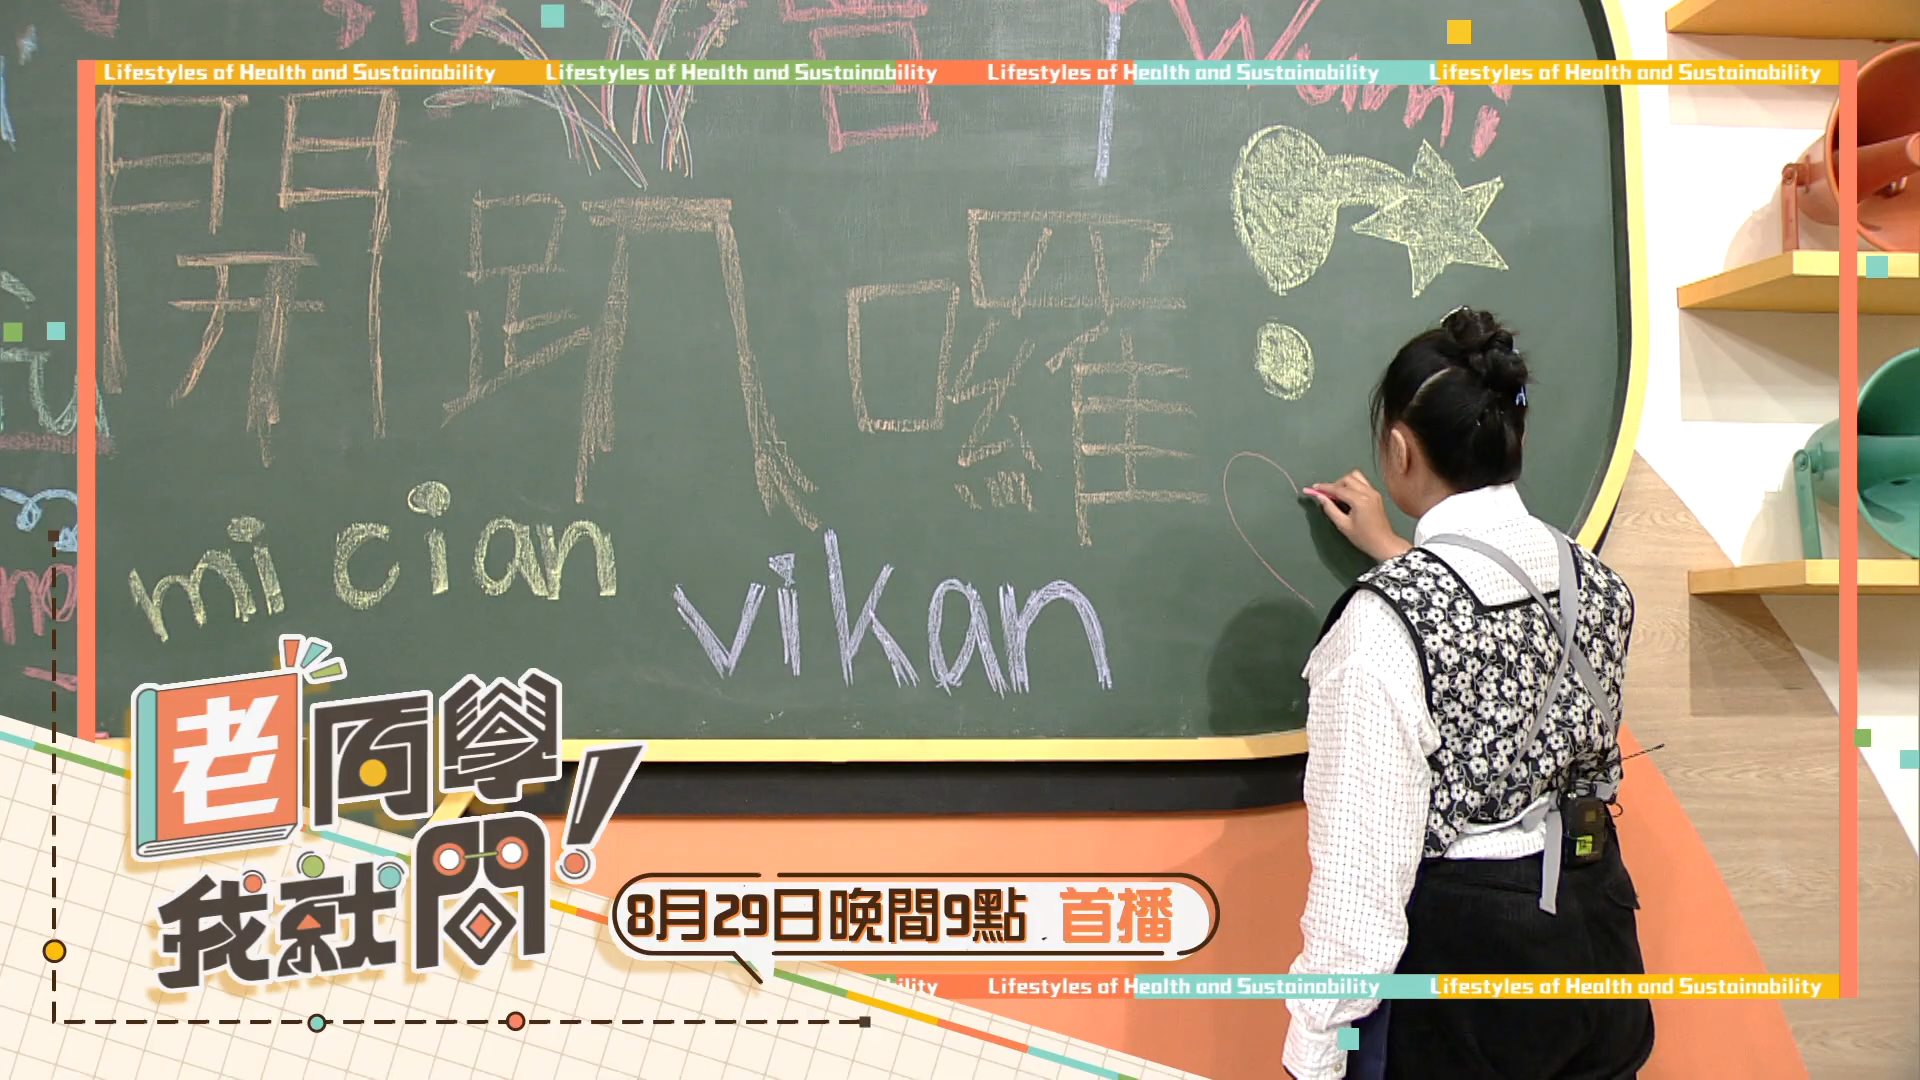 Lifestyles of Health and Sustainability Lifestyles of Health and Sustainability Lifestyles of Health and Sustainability Lifestyles of Health and Sustainability
開趴囉
mi cian
vikan
老同學!
我就問
8月29日晚間9點 首播
ility Lifestyles of Health and Sustainability Lifestyles of Health and Sustainability